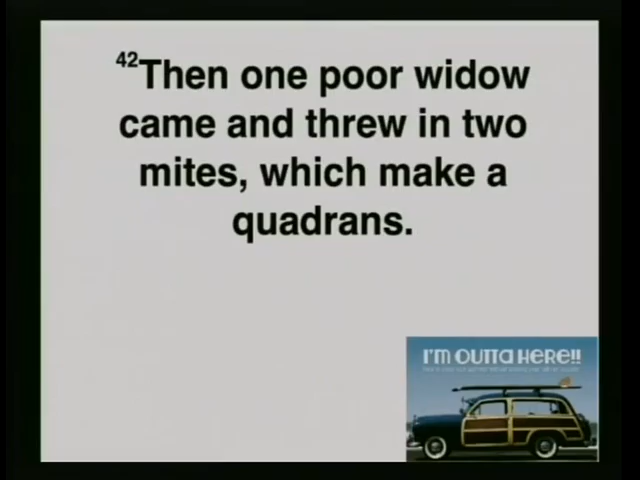 42Then one poor widow
came and threw in two
mites, which make a
quadrans.
I'M OUTTA HERE!!